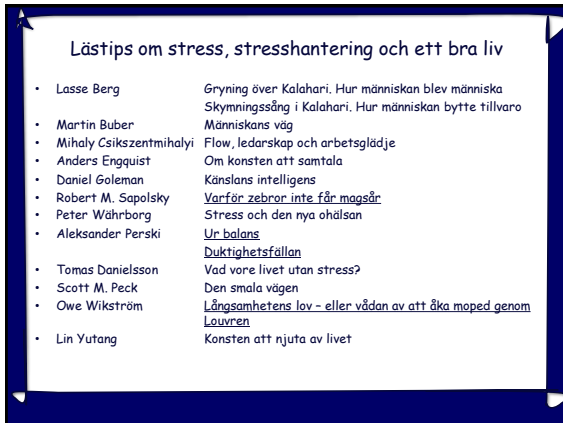 Lästips om stress, stresshantering och ett bra liv
• Lasse Berg Gryning över Kalahari. Hur människan blev människa
Skymningssång i Kalahari. Hur människan bytte tillvaro
• Martin Buber Människans väg
• Mihaly Csikszentmihalyi Flow, ledarskap och arbetsglädje
• Anders Engquist Om konsten att samtala
• Daniel Goleman Känslans intelligens
• Robert M. Sapolsky Varför zebror inte får magsår
• Peter Währborg Stress och den nya ohälsan
• Aleksander Perski Ur balans
Duktighetsfällan
• Tomas Danielsson Vad vore livet utan stress?
• Scott M. Peck Den smala vägen
• Owe Wikström Långsamhetens lov – eller vådan av att åka moped genom
Louvren
• Lin Yutang Konsten att njuta av livet